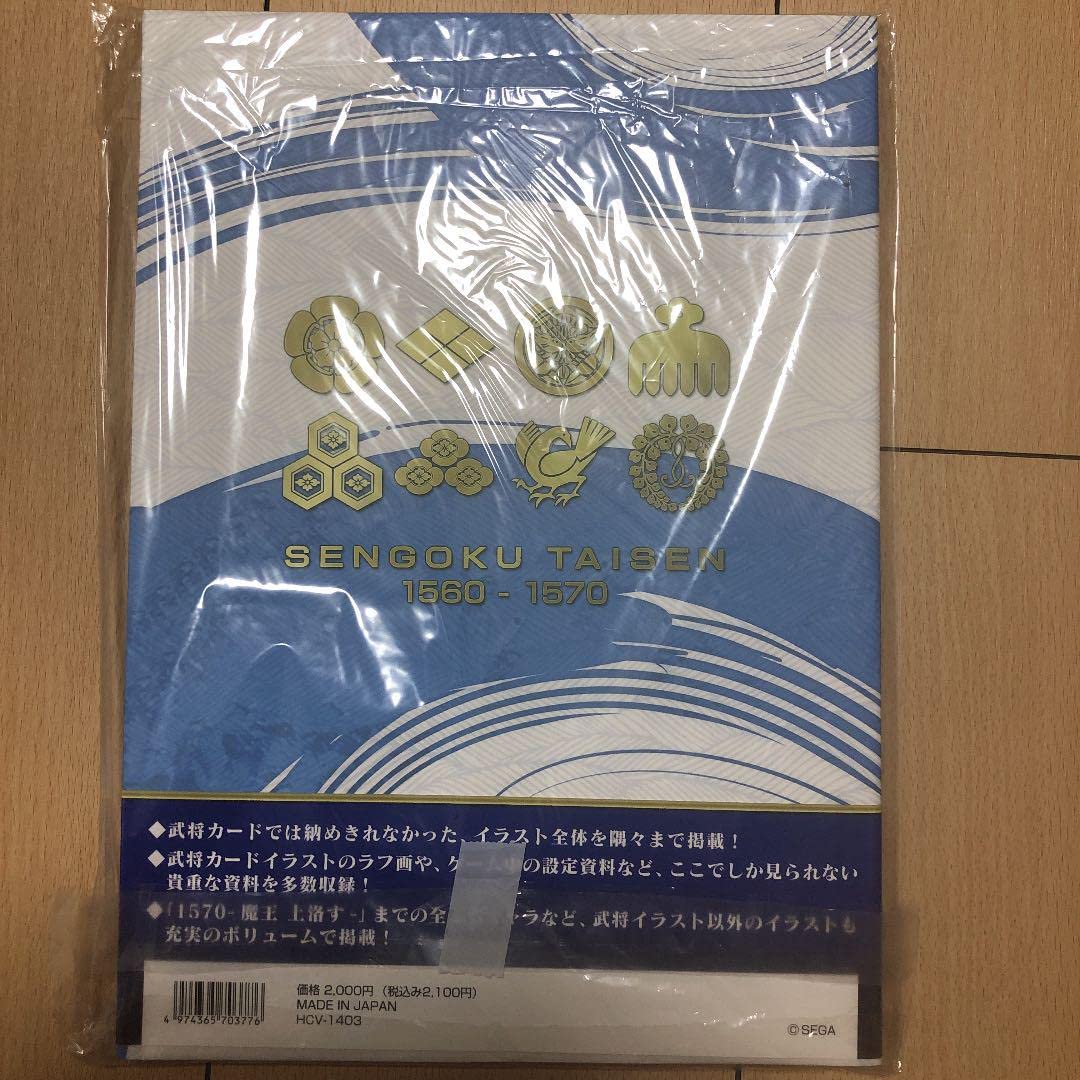 SENGOKU TAISEN
1560 - 1570
◆武将カードでは納めきれなかった、イラスト全体を隅々まで掲載！
◆武将カードイラストのラフ画や、ゲーム の設定資料など、ここでしか見られない
貴重な資料を多数収録！
◆「1570- 魔王 上洛す -」までの全 ャラなど、武将イラスト以外のイラストも
充実のボリュームで掲載！
価格 2,000円（税込み2,100円）
MADE IN JAPAN
HCV-1403
4 974365 703776
© SEGA